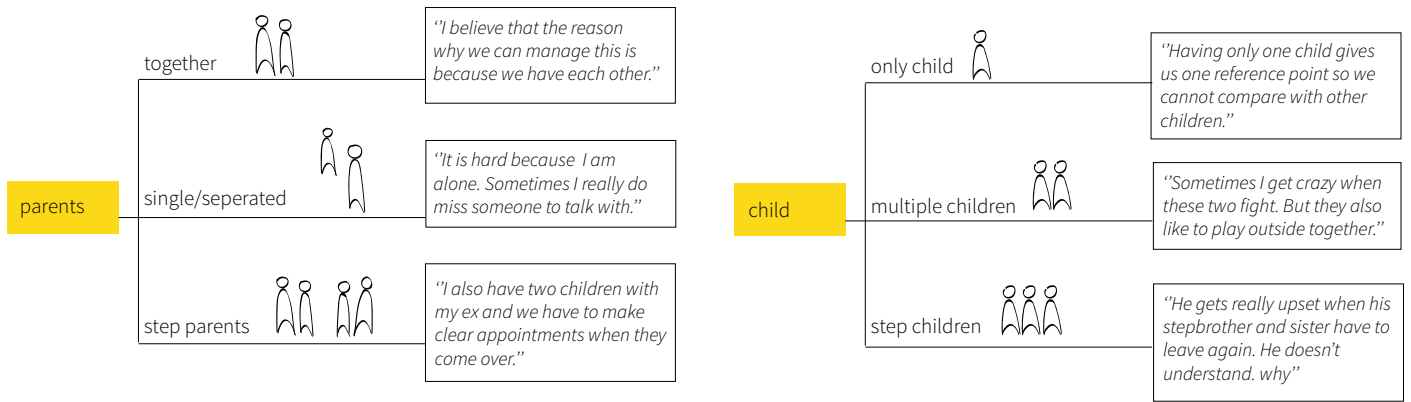 parents
together
‘’I believe that the reason
why we can manage this is
because we have each other.’’
single/seperated
‘’It is hard because I am
alone. Sometimes I really do
miss someone to talk with.’’
step parents
‘’I also have two children with
my ex and we have to make
clear appointments when they
come over.’’
child
only child
‘’Having only one child gives
us one reference point so we
cannot compare with other
children.’’
multiple children
‘’Sometimes I get crazy when
these two fight. But they also
like to play outside together.’’
step children
‘’He gets really upset when his
stepbrother and sister have to
leave again. He doesn’t
understand. why’’